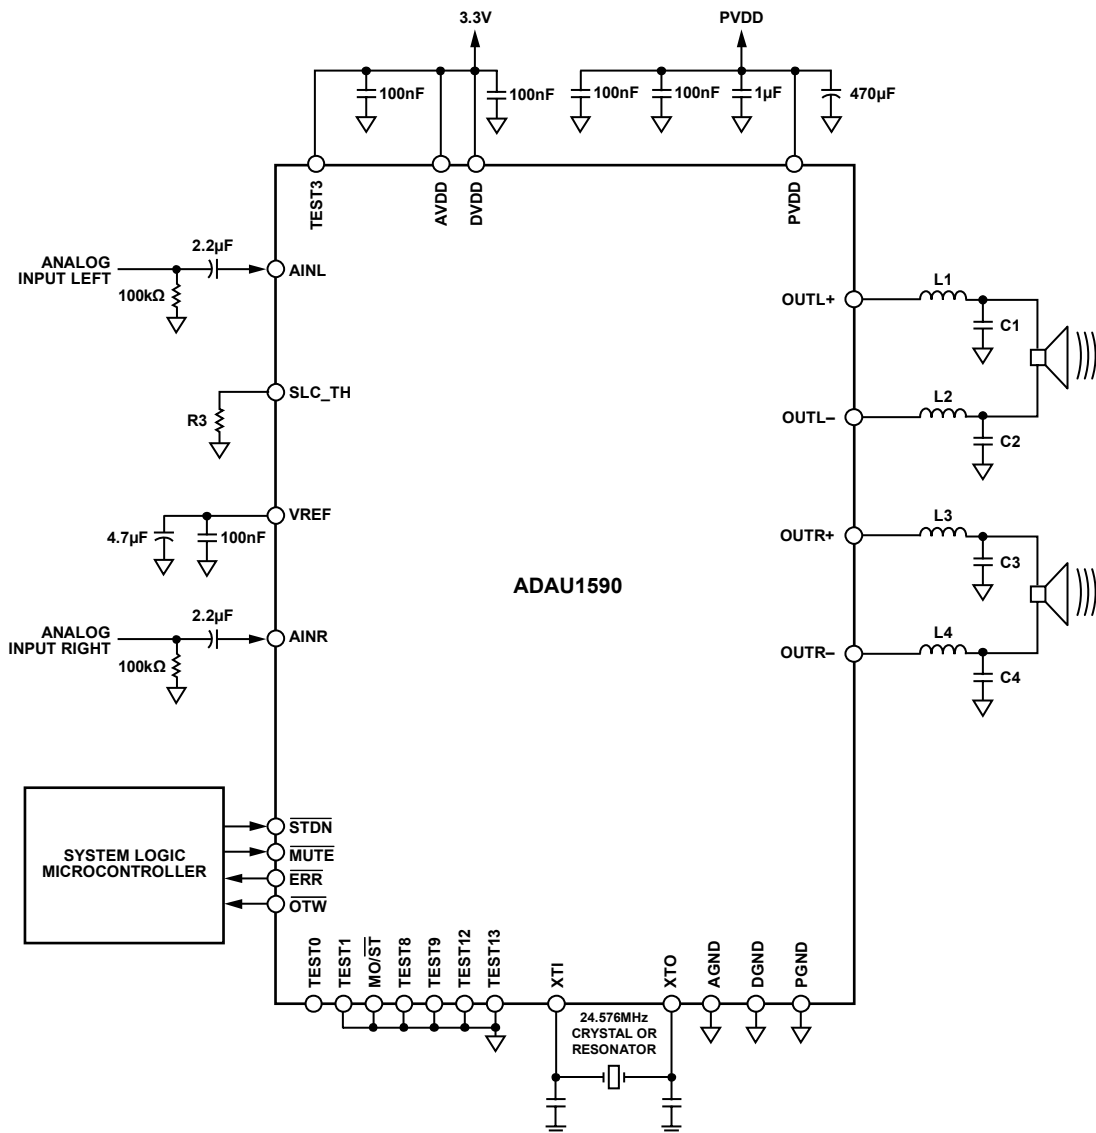 3.3V
PVDD
100nF
100nF
100nF
100nF
1µF
470µF
TEST3
AVDD
DVDD
PVDD
ANALOG
INPUT LEFT
2.2µF
100kΩ
AINL
OUTL+
L1
C1
SLC_TH
R3
OUTL–
L2
C2
VREF
4.7µF
100nF
OUTR+
L3
C3
ADAU1590
ANALOG
INPUT RIGHT
2.2µF
100kΩ
AINR
OUTR–
L4
C4
SYSTEM LOGIC
MICROCONTROLLER
STDN
MUTE
ERR
OTW
TEST0
TEST1
MO/ST
TEST8
TEST9
TEST12
TEST13
XTI
XTO
AGND
DGND
PGND
24.576MHz
CRYSTAL OR
RESONATOR